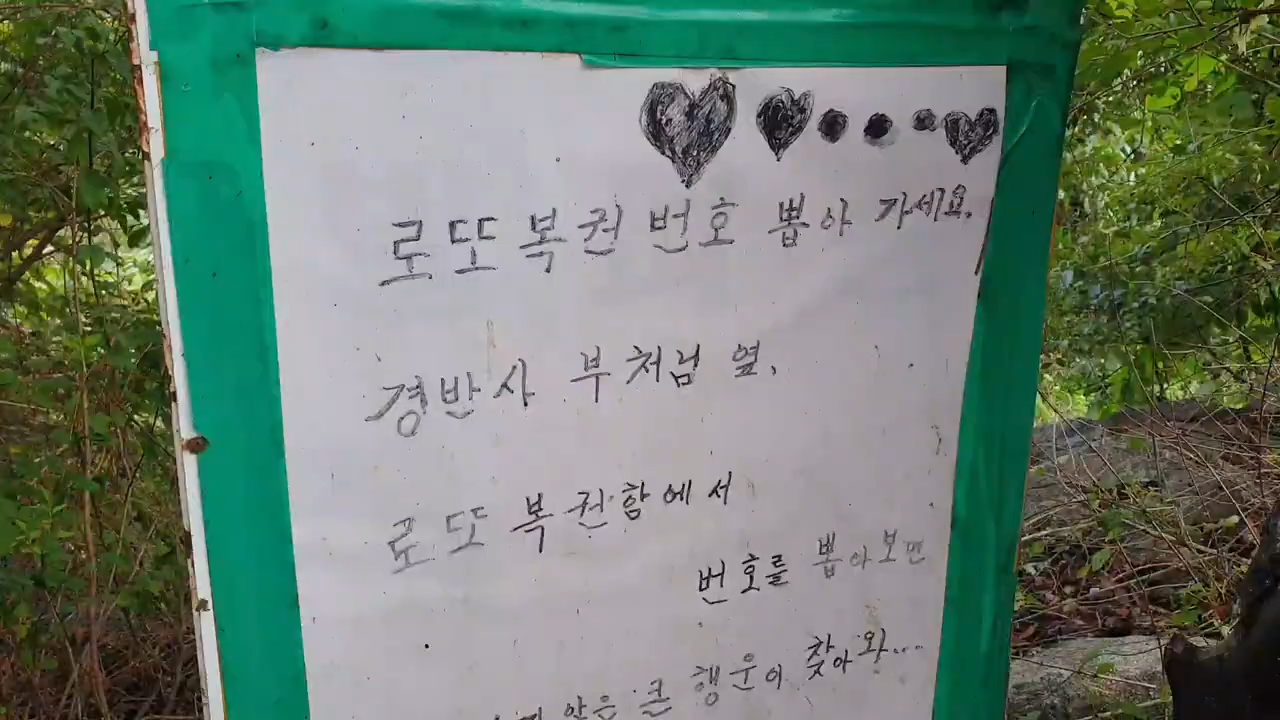 로또복권 번호 뽑아 가세요.
경반사 부처님 옆.
로또 복권함에서
번호를 뽑아보면
않은 큰 행운이 찾아와...